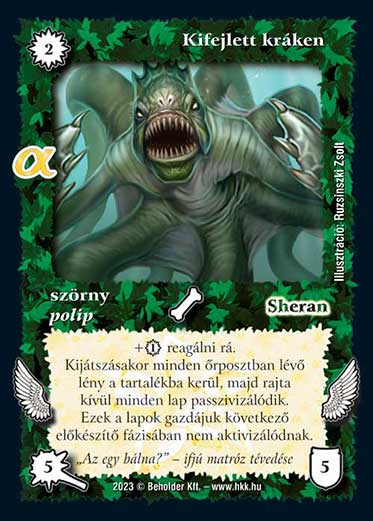 2
Kifejlett kráken
α
Illusztráció: Ruzsinszki Zsolt
szörny
polip
Sheran
+1 reagálni rá.
Kijátszásakor minden őrposztban lévő
lény a tartalékba kerül, majd rajta
kívül minden lap passzivizálódik.
Ezek a lapok gazdájuk következő
előkészítő fázisában nem aktivizálódnak.
„Az egy bálna?” – ifjú matróz tévedése
5
5
2023 © Beholder Kft. – www.hkk.hu